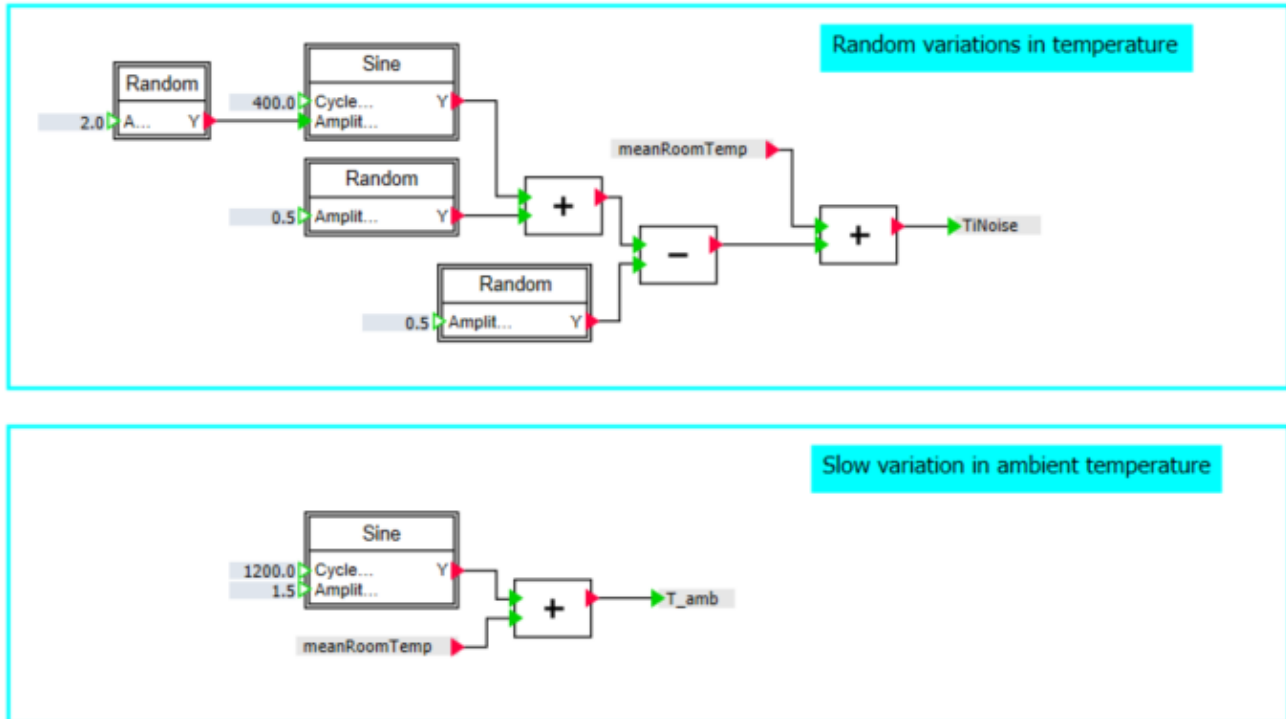 Random variations in temperature
Sine
Random
400.0 Cycle... Y
2.0 A... Y
Amplit...
meanRoomTemp
Random
0.5 Amplit... Y
+
+
TiNoise
−
Random
0.5 Amplit... Y
Slow variation in ambient temperature
Sine
1200.0 Cycle... Y
1.5 Amplit...
+
T_amb
meanRoomTemp